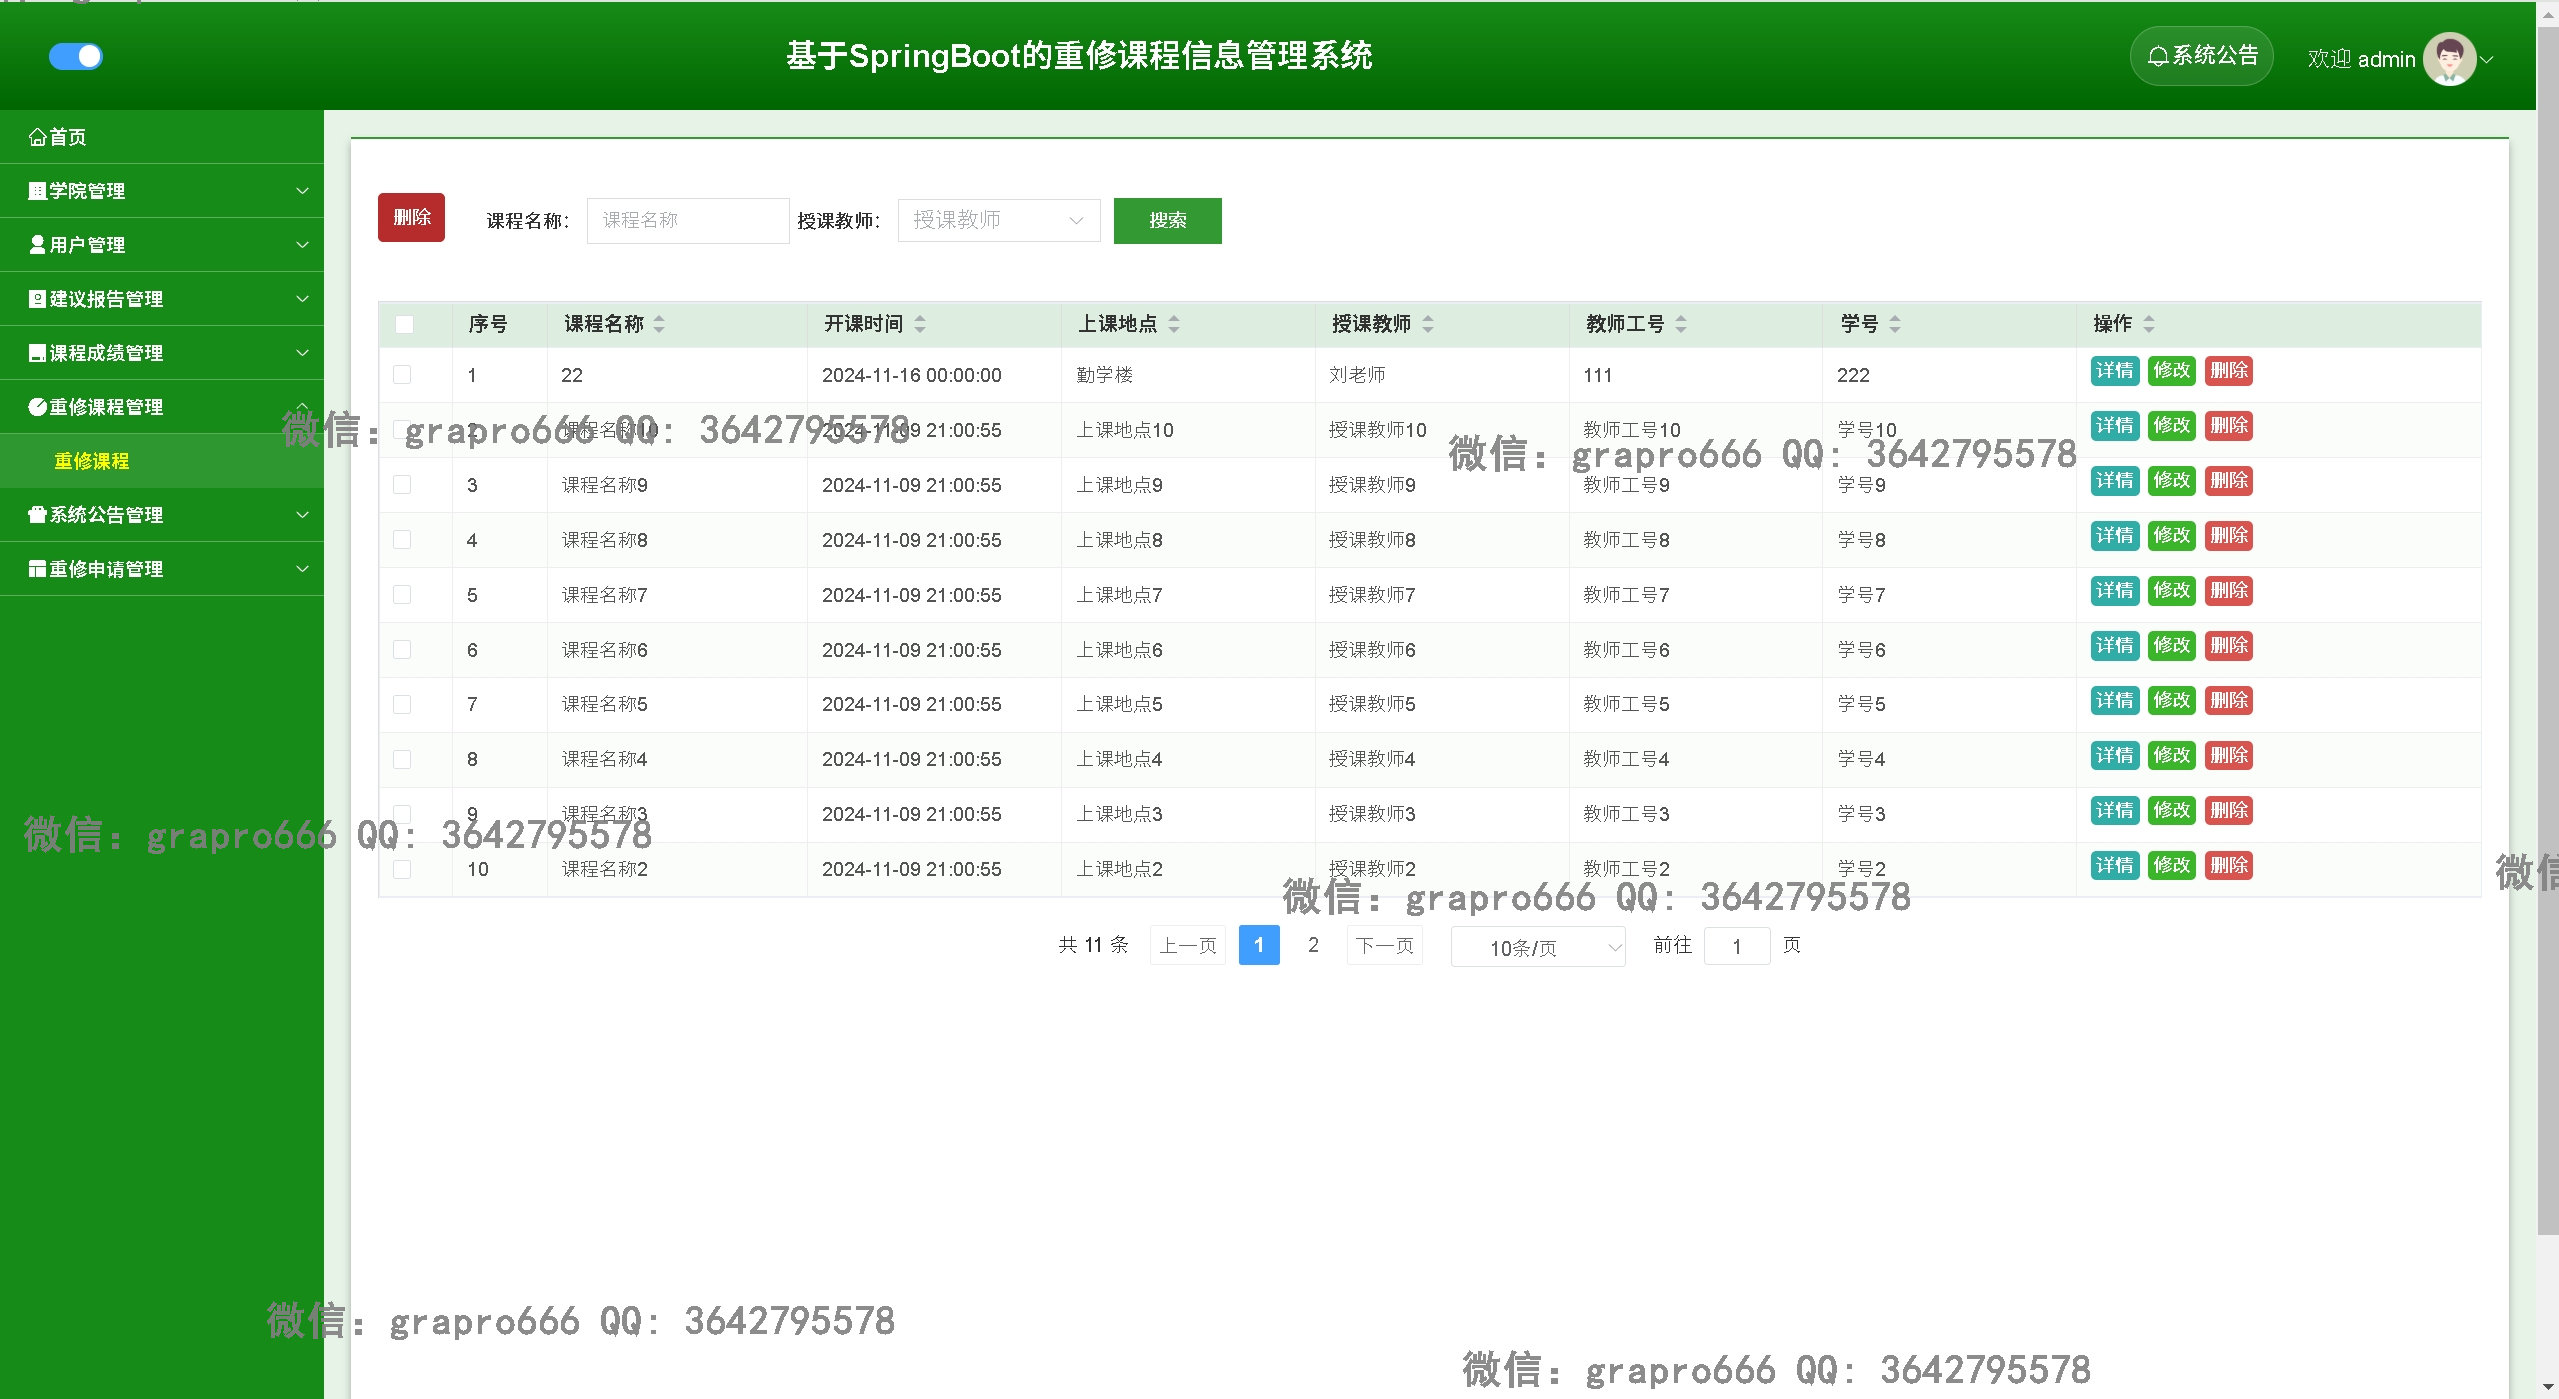 基于SpringBoot的重修课程信息管理系统
系统公告
欢迎 admin
首页
学院管理
用户管理
建议报告管理
课程成绩管理
重修课程管理
重修课程
系统公告管理
重修申请管理
删除 课程名称： 课程名称 授课教师： 授课教师 搜索
序号 课程名称 开课时间 上课地点 授课教师 教师工号 学号 操作
1 22 2024-11-16 00:00:00 勤学楼 刘老师 111 222 详情 修改 删除
2 课程名称10 2024-11-09 21:00:55 上课地点10 授课教师10 教师工号10 学号10 详情 修改 删除
3 课程名称9 2024-11-09 21:00:55 上课地点9 授课教师9 教师工号9 学号9 详情 修改 删除
4 课程名称8 2024-11-09 21:00:55 上课地点8 授课教师8 教师工号8 学号8 详情 修改 删除
5 课程名称7 2024-11-09 21:00:55 上课地点7 授课教师7 教师工号7 学号7 详情 修改 删除
6 课程名称6 2024-11-09 21:00:55 上课地点6 授课教师6 教师工号6 学号6 详情 修改 删除
7 课程名称5 2024-11-09 21:00:55 上课地点5 授课教师5 教师工号5 学号5 详情 修改 删除
8 课程名称4 2024-11-09 21:00:55 上课地点4 授课教师4 教师工号4 学号4 详情 修改 删除
9 课程名称3 2024-11-09 21:00:55 上课地点3 授课教师3 教师工号3 学号3 详情 修改 删除
10 课程名称2 2024-11-09 21:00:55 上课地点2 授课教师2 教师工号2 学号2 详情 修改 删除
共 11 条 上一页 1 2 下一页 10条/页 前往 1 页
微信：grapro666 QQ: 3642795578
微信：grapro666 QQ: 3642795578
微信：grapro666 QQ: 3642795578
微信
微信：grapro666 QQ: 3642795578
微信：grapro666 QQ: 3642795578
微信：grapro666 QQ: 3642795578